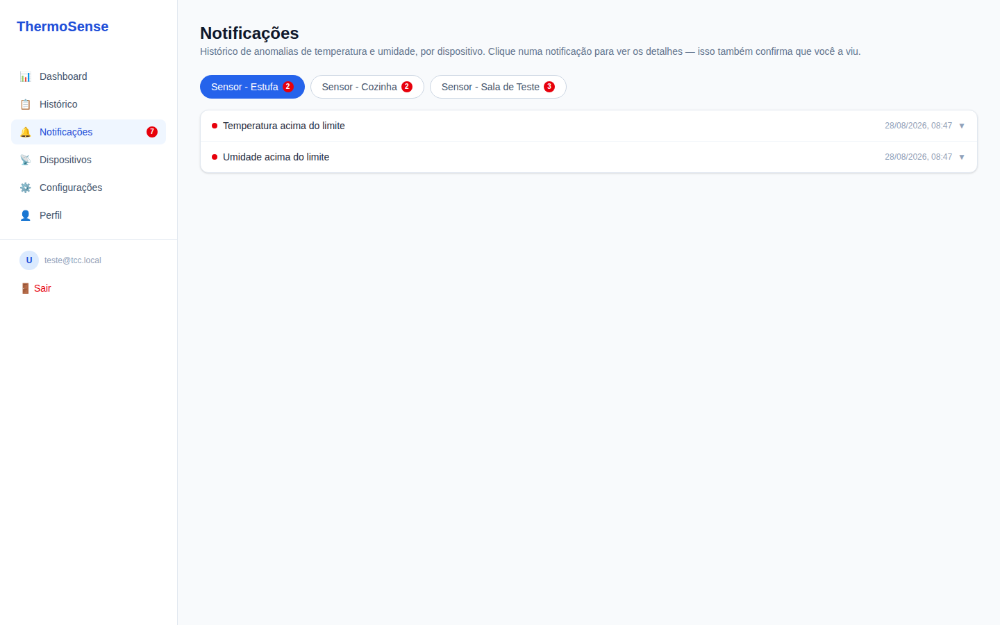 ThermoSense
Dashboard
Histórico
Notificações 7
Dispositivos
Configurações
Perfil
U teste@tcc.local
Sair
Notificações
Histórico de anomalias de temperatura e umidade, por dispositivo. Clique numa notificação para ver os detalhes — isso também confirma que você a viu.
Sensor - Estufa 2 Sensor - Cozinha 2 Sensor - Sala de Teste 3
Temperatura acima do limite 28/08/2026, 08:47 ▼
Umidade acima do limite 28/08/2026, 08:47 ▼